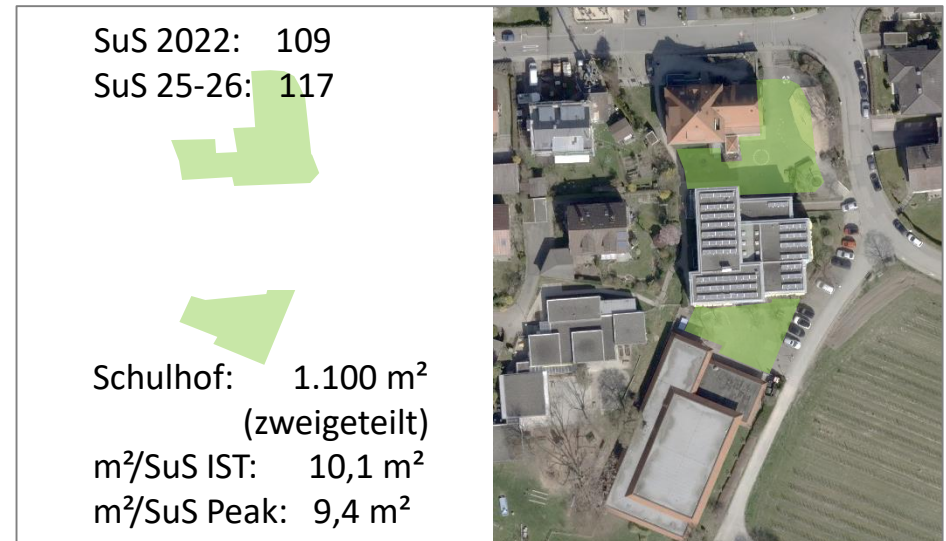 SuS 2022: 109
SuS 25-26: 117
Schulhof: 1.100 m²
(zweigeteilt)
m²/SuS IST: 10,1 m²
m²/SuS Peak: 9,4 m²